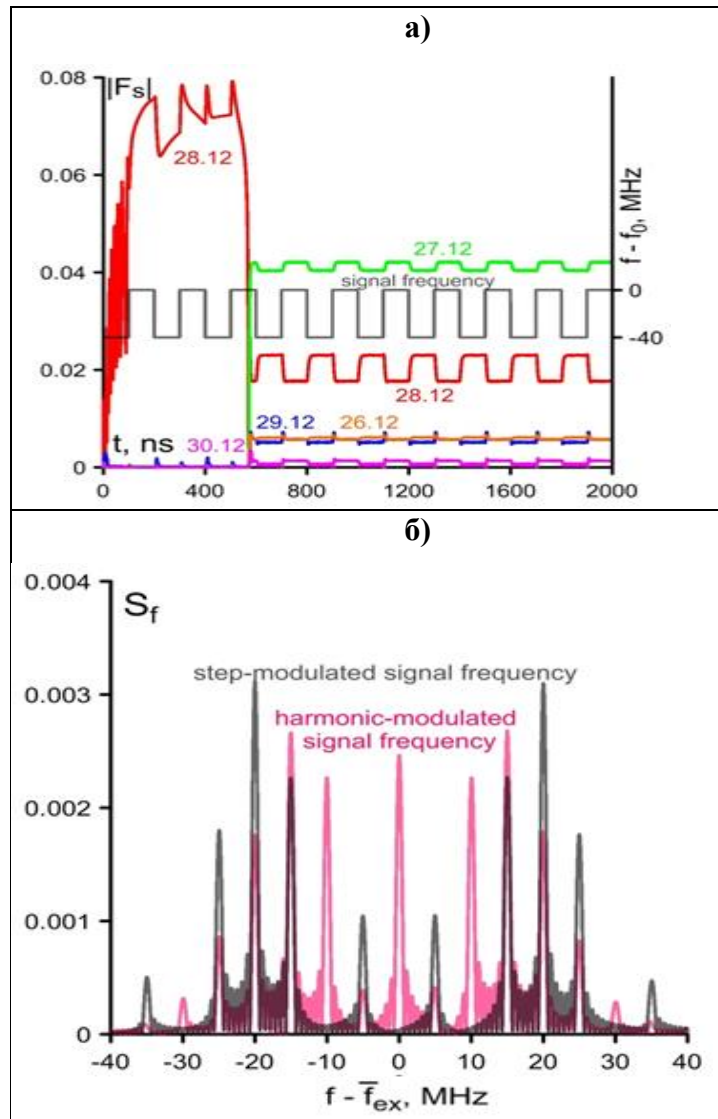 а)
0.08
|Fₛ|
0.06
28.12
f - f₀, MHz
27.12
0.04
signal frequency
0
-40
0.02
28.12
29.12 26.12
t, ns 30.12
0
0 400 800 1200 1600 2000
б)
0.004
S_f
step-modulated signal frequency
0.003
harmonic-modulated
signal frequency
0.002
0.001
0
-40 -30 -20 -10 0 10 20 30 40
f - f̅ₑₓ, MHz